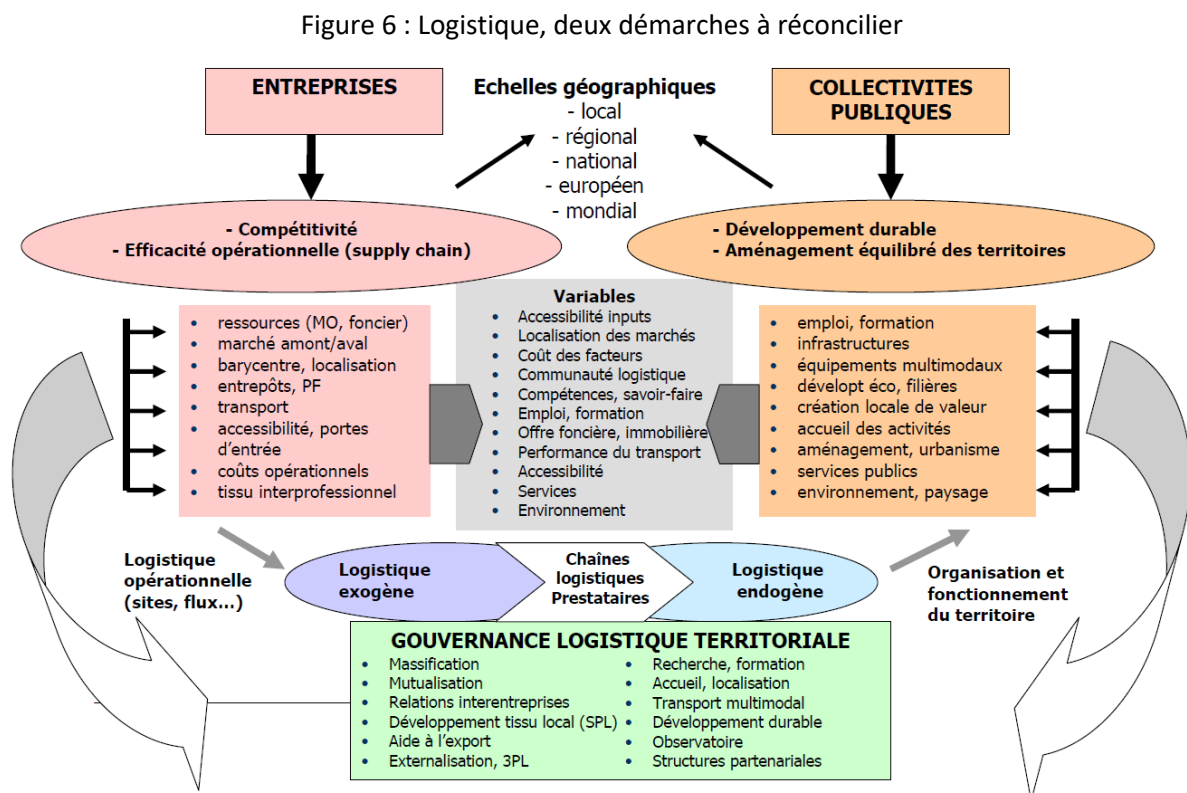 Figure 6 : Logistique, deux démarches à réconcilier
ENTREPRISES
Echelles géographiques
- local
- régional
- national
- européen
- mondial
COLLECTIVITES
PUBLIQUES
- Compétitivité
- Efficacité opérationnelle (supply chain)
- Développement durable
- Aménagement équilibré des territoires
• ressources (MO, foncier)
• marché amont/aval
• barycentre, localisation
• entrepôts, PF
• transport
• accessibilité, portes
d'entrée
• coûts opérationnels
• tissu interprofessionnel
Variables
• Accessibilité inputs
• Localisation des marchés
• Coût des facteurs
• Communauté logistique
• Compétences, savoir-faire
• Emploi, formation
• Offre foncière, immobilière
• Performance du transport
• Accessibilité
• Services
• Environnement
• emploi, formation
• infrastructures
• équipements multimodaux
• dévelopt éco, filières
• création locale de valeur
• accueil des activités
• aménagement, urbanisme
• services publics
• environnement, paysage
Logistique
opérationnelle
(sites, flux...)
Logistique
exogène
Chaînes
logistiques
Prestataires
Logistique
endogène
Organisation et
fonctionnement
du territoire
GOUVERNANCE LOGISTIQUE TERRITORIALE
• Massification
• Mutualisation
• Relations interentreprises
• Développement tissu local (SPL)
• Aide à l'export
• Externalisation, 3PL
• Recherche, formation
• Accueil, localisation
• Transport multimodal
• Développement durable
• Observatoire
• Structures partenariales